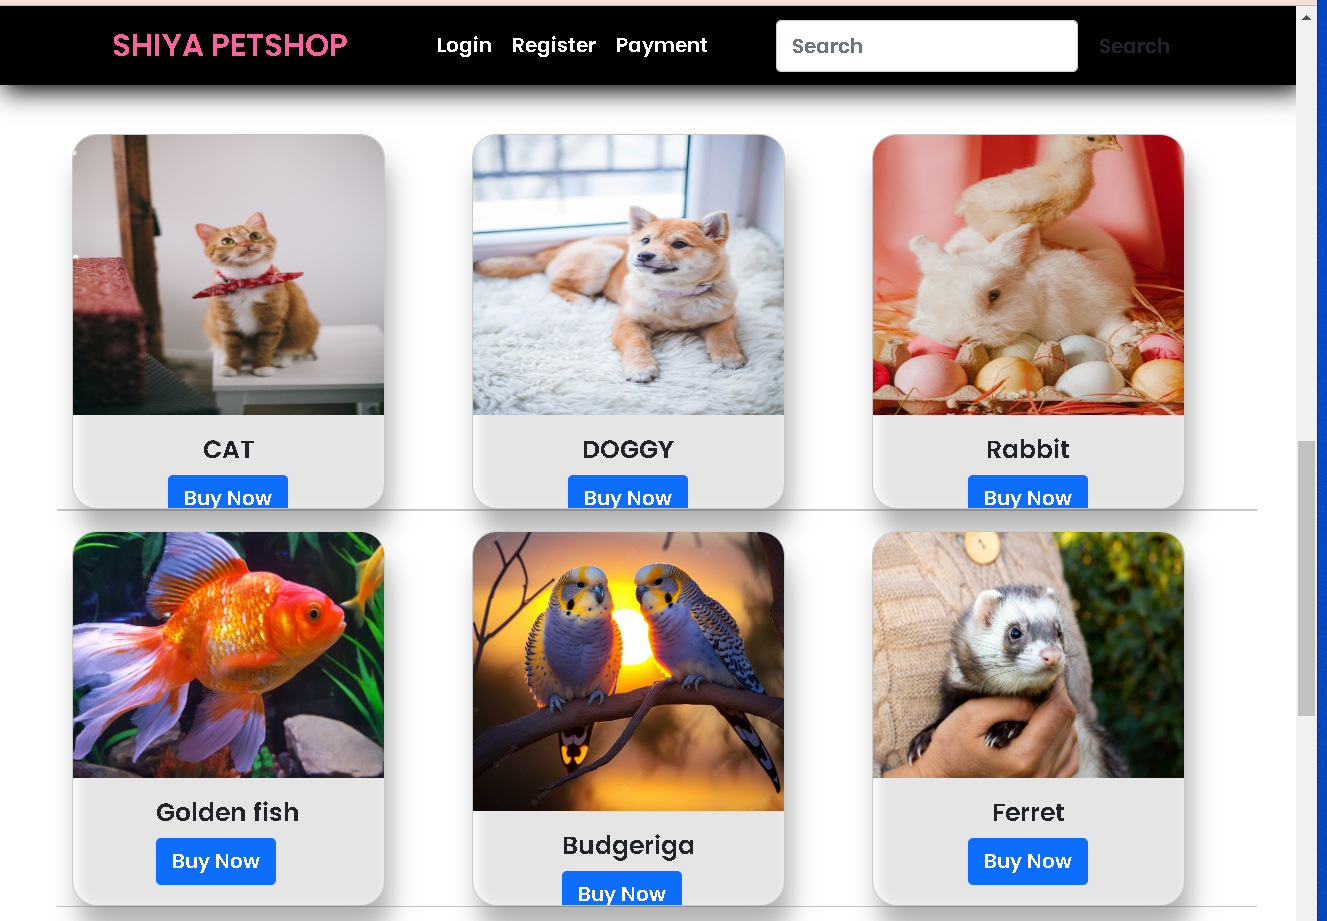 SHIYA PETSHOP Login Register Payment Search Search
CAT DOGGY Rabbit
Buy Now Buy Now Buy Now
Golden fish Budgeriga Ferret
Buy Now Buy Now Buy Now